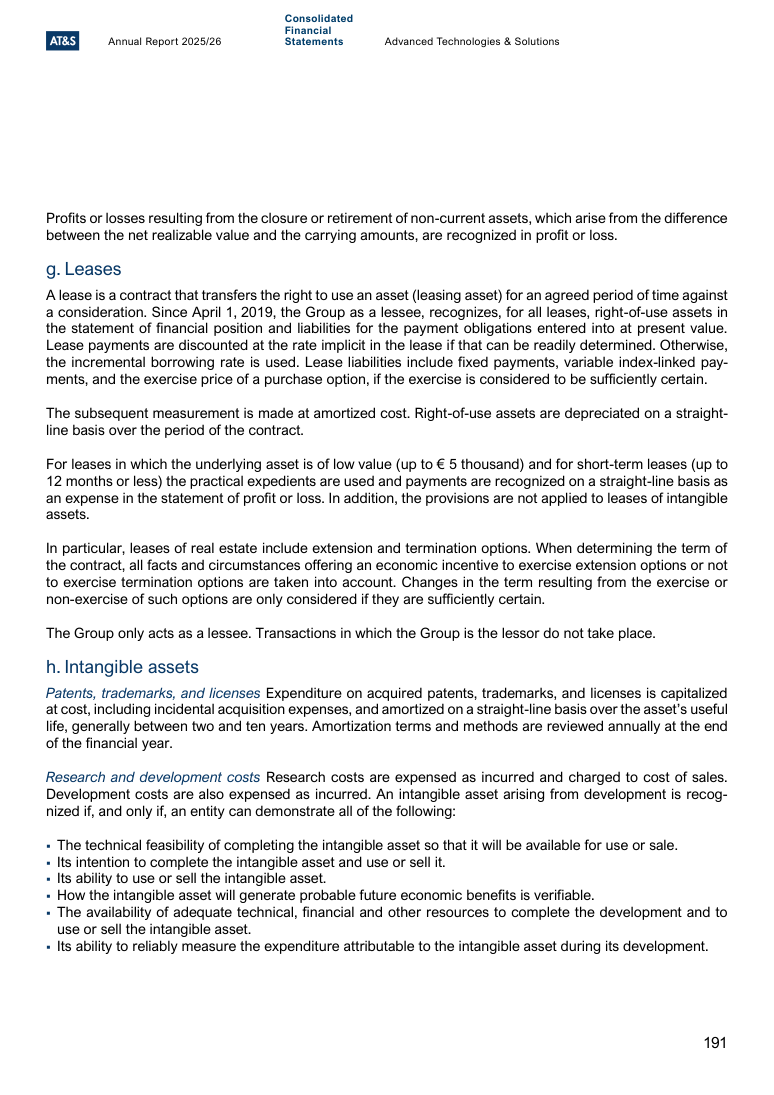 Consolidated
Financial
Statements
AT&S
Annual Report 2025/26
Advanced Technologies & Solutions
Profits or losses resulting from the closure or retirement of non-current assets, which arise from the difference
between the net realizable value and the carrying amounts, are recognized in profit or loss.
g. Leases
A lease is a contract that transfers the right to use an asset (leasing asset) for an agreed period of time against
a consideration. Since April 1, 2019, the Group as a lessee, recognizes, for all leases, right-of-use assets in
the statement of financial position and liabilities for the payment obligations entered into at present value.
Lease payments are discounted at the rate implicit in the lease if that can be readily determined. Otherwise,
the incremental borrowing rate is used. Lease liabilities include fixed payments, variable index-linked pay-
ments, and the exercise price of a purchase option, if the exercise is considered to be sufficiently certain.
The subsequent measurement is made at amortized cost. Right-of-use assets are depreciated on a straight-
line basis over the period of the contract.
For leases in which the underlying asset is of low value (up to € 5 thousand) and for short-term leases (up to
12 months or less) the practical expedients are used and payments are recognized on a straight-line basis as
an expense in the statement of profit or loss. In addition, the provisions are not applied to leases of intangible
assets.
In particular, leases of real estate include extension and termination options. When determining the term of
the contract, all facts and circumstances offering an economic incentive to exercise extension options or not
to exercise termination options are taken into account. Changes in the term resulting from the exercise or
non-exercise of such options are only considered if they are sufficiently certain.
The Group only acts as a lessee. Transactions in which the Group is the lessor do not take place.
h. Intangible assets
Patents, trademarks, and licenses Expenditure on acquired patents, trademarks, and licenses is capitalized
at cost, including incidental acquisition expenses, and amortized on a straight-line basis over the asset's useful
life, generally between two and ten years. Amortization terms and methods are reviewed annually at the end
of the financial year.
Research and development costs Research costs are expensed as incurred and charged to cost of sales.
Development costs are also expensed as incurred. An intangible asset arising from development is recog-
nized if, and only if, an entity can demonstrate all of the following:
▪ The technical feasibility of completing the intangible asset so that it will be available for use or sale.
▪ Its intention to complete the intangible asset and use or sell it.
▪ Its ability to use or sell the intangible asset.
▪ How the intangible asset will generate probable future economic benefits is verifiable.
▪ The availability of adequate technical, financial and other resources to complete the development and to
use or sell the intangible asset.
▪ Its ability to reliably measure the expenditure attributable to the intangible asset during its development.
191